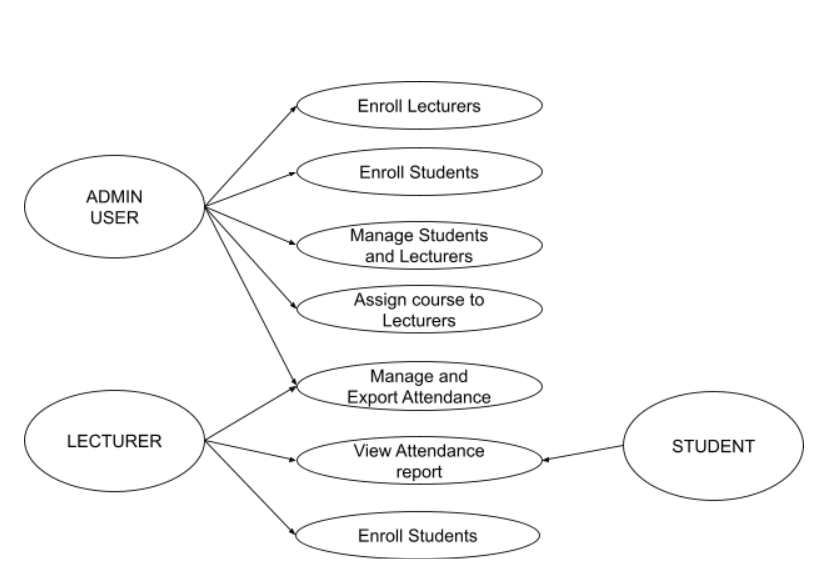 Enroll Lecturers
Enroll Students
ADMIN
USER
Manage Students
and Lecturers
Assign course to
Lecturers
Manage and
Export Attendance
LECTURER
View Attendance
report
STUDENT
Enroll Students